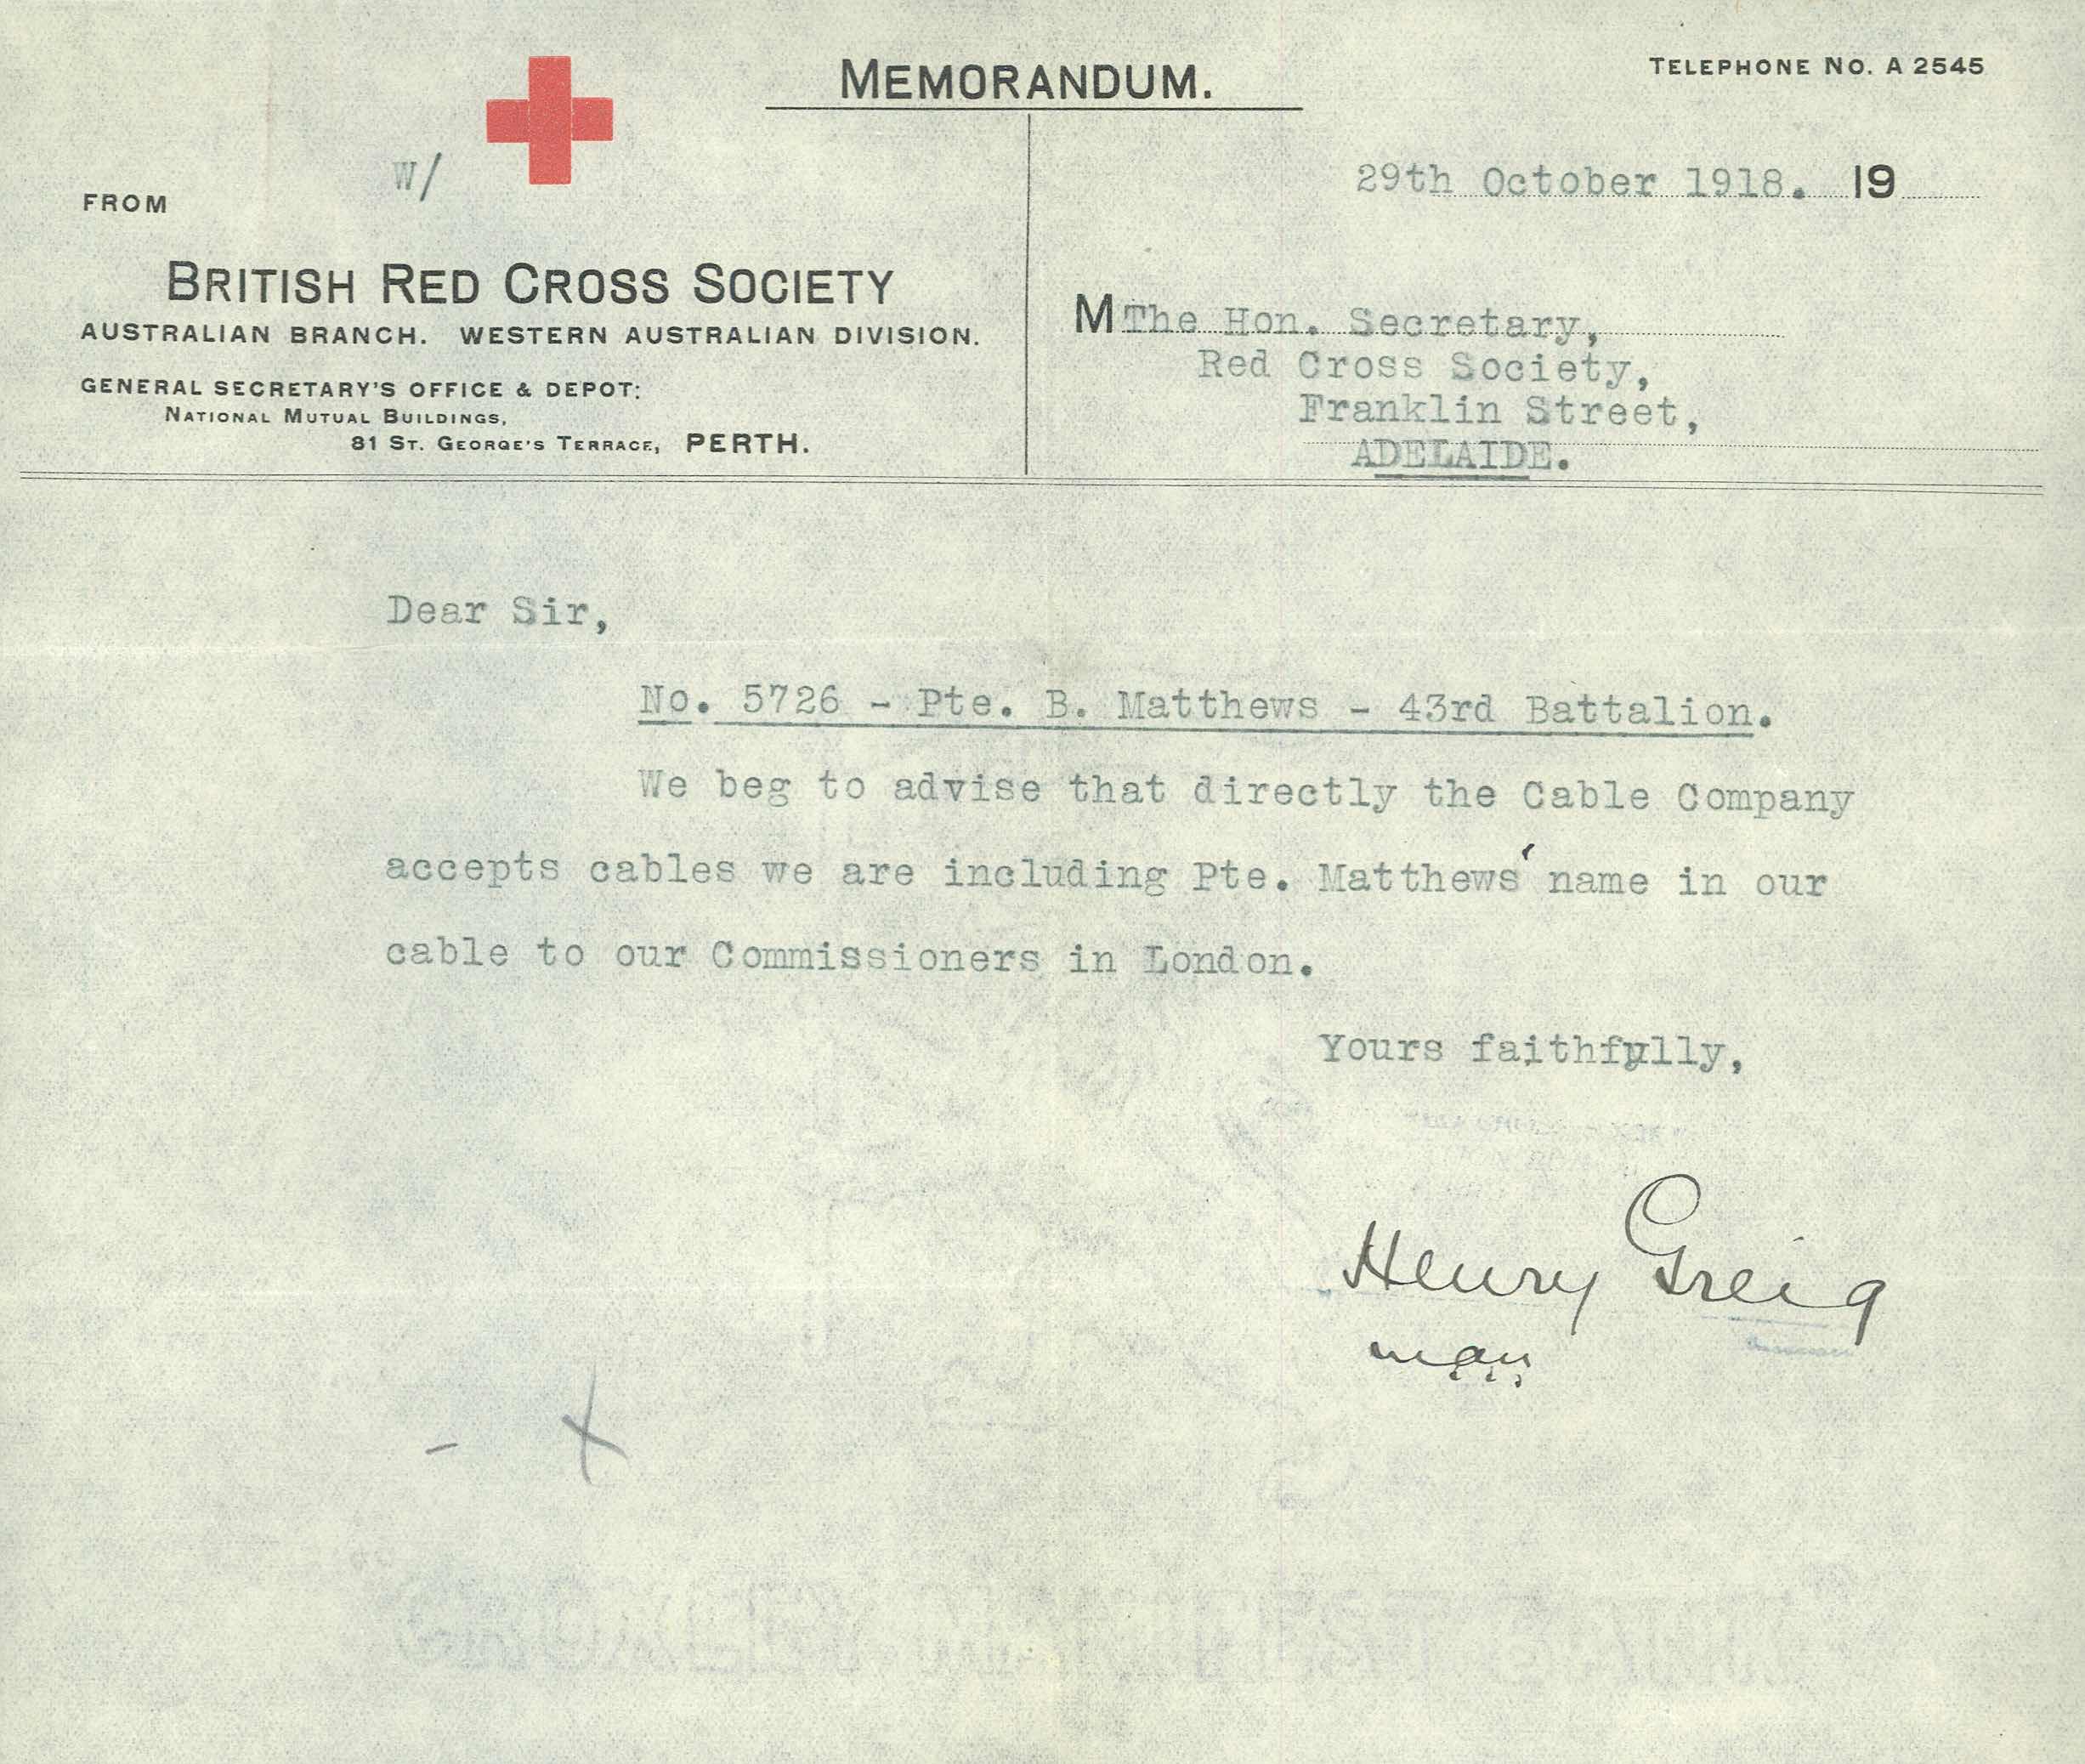 MEMORANDUM.
TELEPHONE NO. A 2545
W/
FROM
BRITISH RED CROSS SOCIETY
AUSTRALIAN BRANCH. WESTERN AUSTRALIAN DIVISION.
GENERAL SECRETARY'S OFFICE & DEPOT:
NATIONAL MUTUAL BUILDINGS,
81 ST. GEORGE'S TERRACE, PERTH.
29th October 1918. 19
M The Hon. Secretary,
Red Cross Society,
Franklin Street,
ADELAIDE.
Dear Sir,
No. 5726 - Pte. B. Matthews - 43rd Battalion.
We beg to advise that directly the Cable Company
accepts cables we are including Pte. Matthews' name in our
cable to our Commissioners in London.
Yours faithfully,
Henry Greig